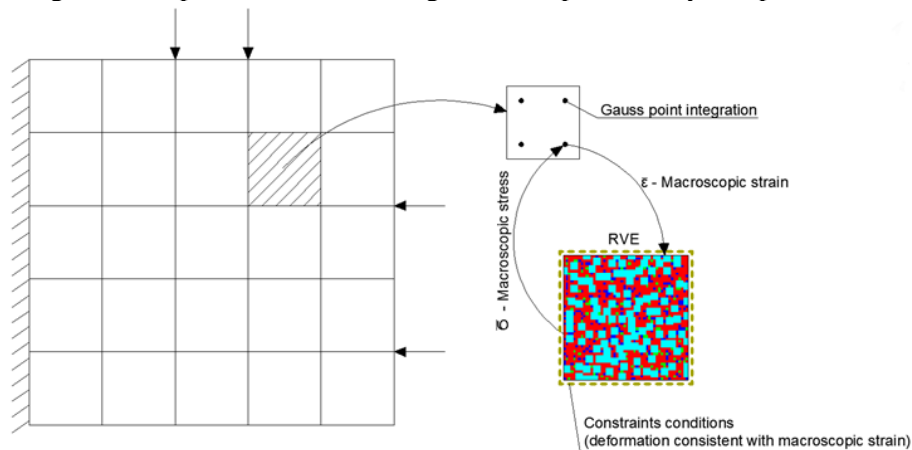 Gauss point integration
ε̄ - Macroscopic strain
σ̄ - Macroscopic stress
RVE
Constraints conditions
(deformation consistent with macroscopic strain)